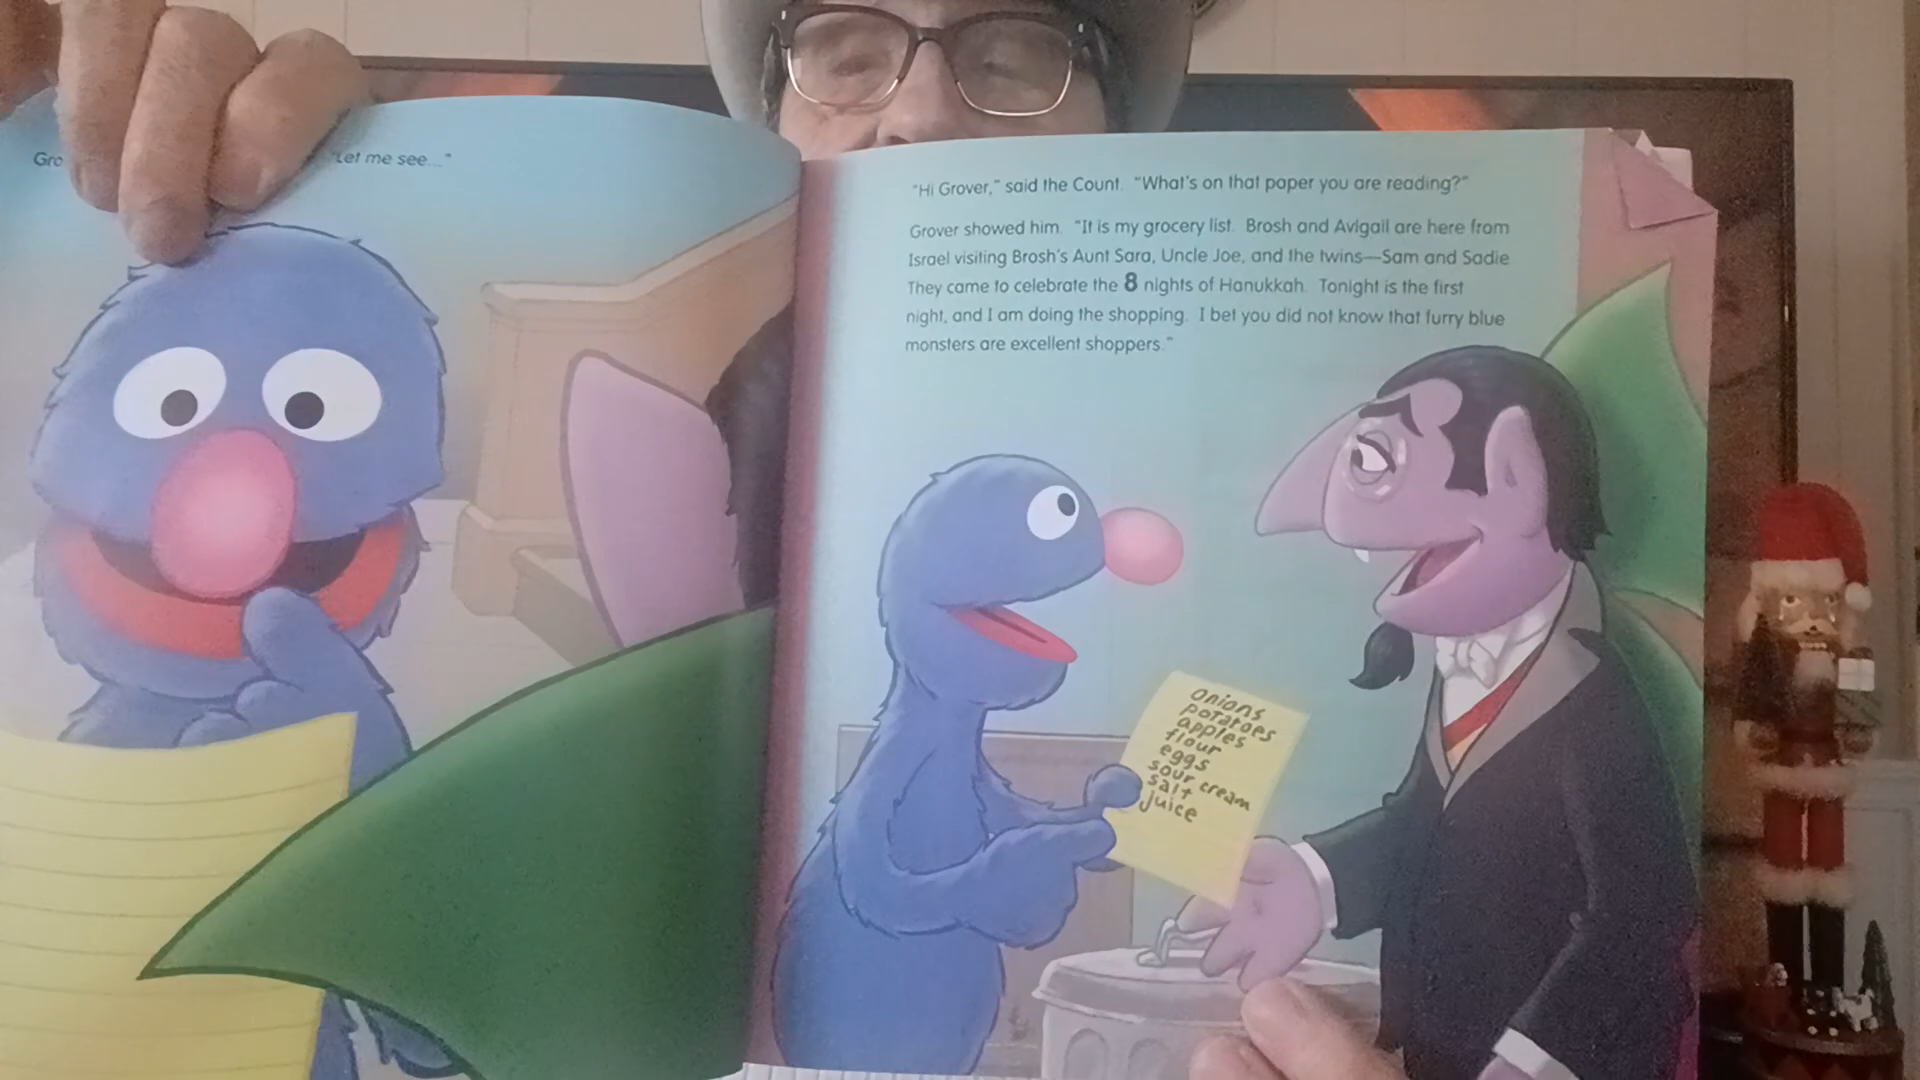 Gro
"Let me see..."
"Hi Grover," said the Count. "What's on that paper you are reading?"
Grover showed him. "It is my grocery list. Brosh and Avigail are here from
Israel visiting Brosh's Aunt Sara, Uncle Joe, and the twins—Sam and Sadie
They came to celebrate the 8 nights of Hanukkah. Tonight is the first
night, and I am doing the shopping. I bet you did not know that furry blue
monsters are excellent shoppers."
onions
potatoes
apples
flour
eggs
sour cream
salt
juice